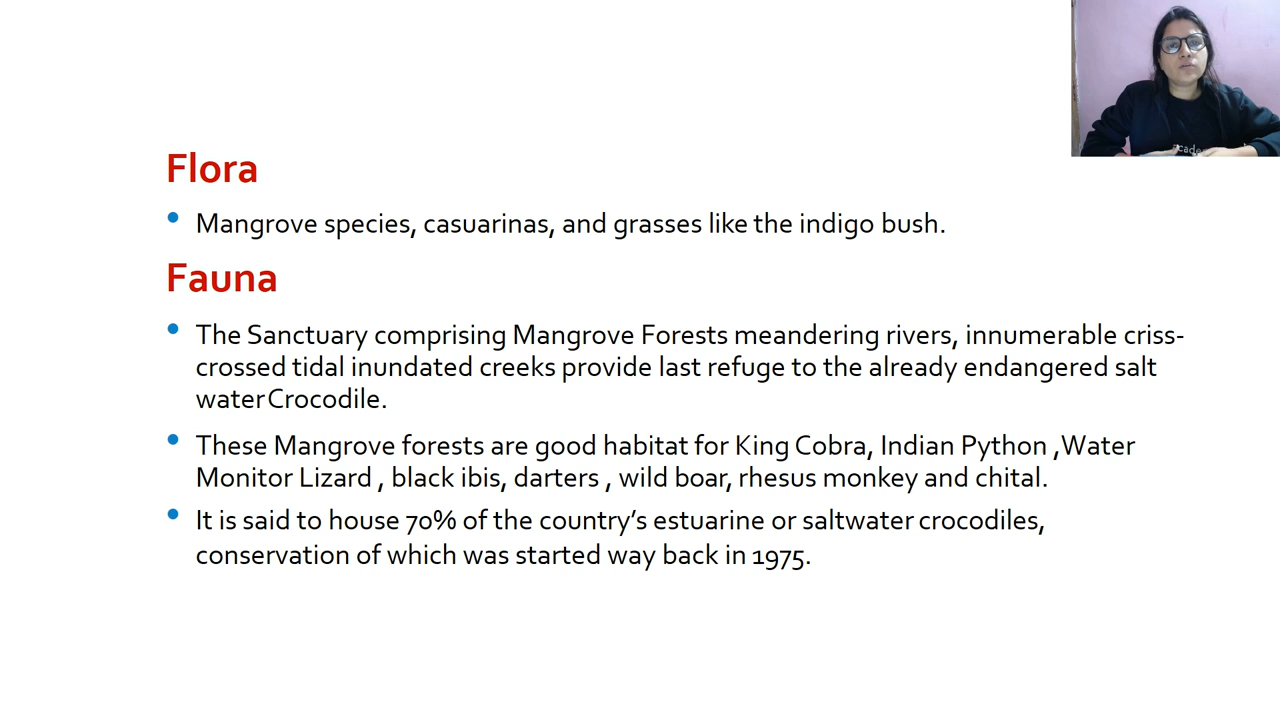 Flora
• Mangrove species, casuarinas, and grasses like the indigo bush.
Fauna
• The Sanctuary comprising Mangrove Forests meandering rivers, innumerable criss-
crossed tidal inundated creeks provide last refuge to the already endangered salt
water Crocodile.
• These Mangrove forests are good habitat for King Cobra, Indian Python ,Water
Monitor Lizard , black ibis, darters , wild boar, rhesus monkey and chital.
• It is said to house 70% of the country’s estuarine or saltwater crocodiles,
conservation of which was started way back in 1975.